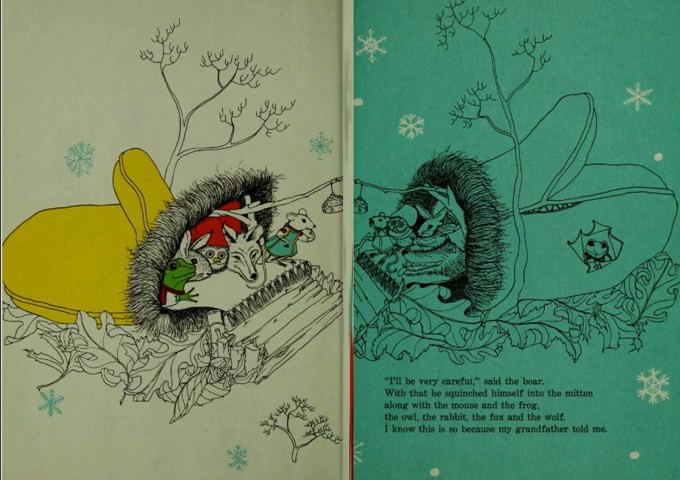 "I'll be very careful," said the boar.
With that he squinched himself into the mitten
along with the mouse and the frog,
the owl, the rabbit, the fox and the wolf.
I know this is so because my grandfather told me.